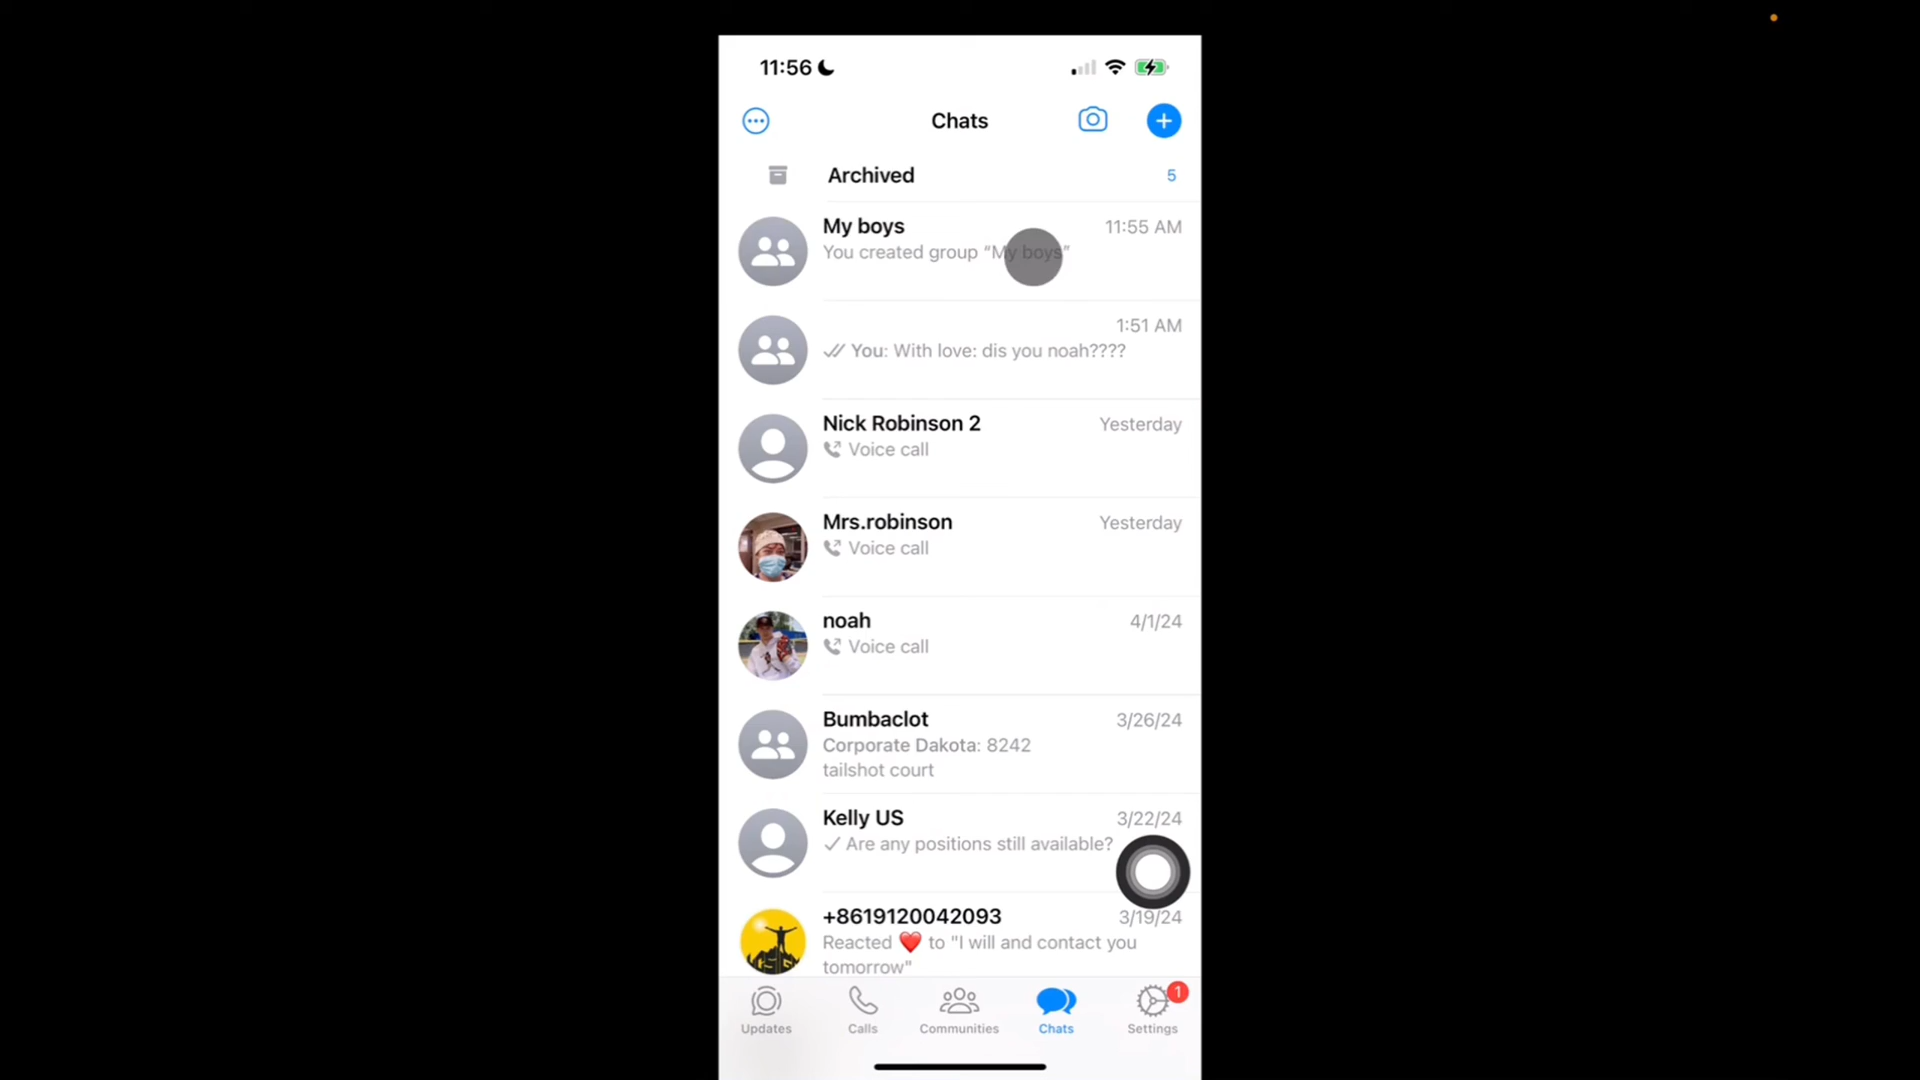 11:56
Chats
Archived 5
My boys 11:55 AM
You created group “My boys”
1:51 AM
You: With love: dis you noah????
Nick Robinson 2 Yesterday
Voice call
Mrs.robinson Yesterday
Voice call
noah 4/1/24
Voice call
Bumbaclot 3/26/24
Corporate Dakota: 8242
tailshot court
Kelly US 3/22/24
Are any positions still available?
+8619120042093 3/19/24
Reacted ❤️ to "I will and contact you
tomorrow"
1
Updates Calls Communities Chats Settings